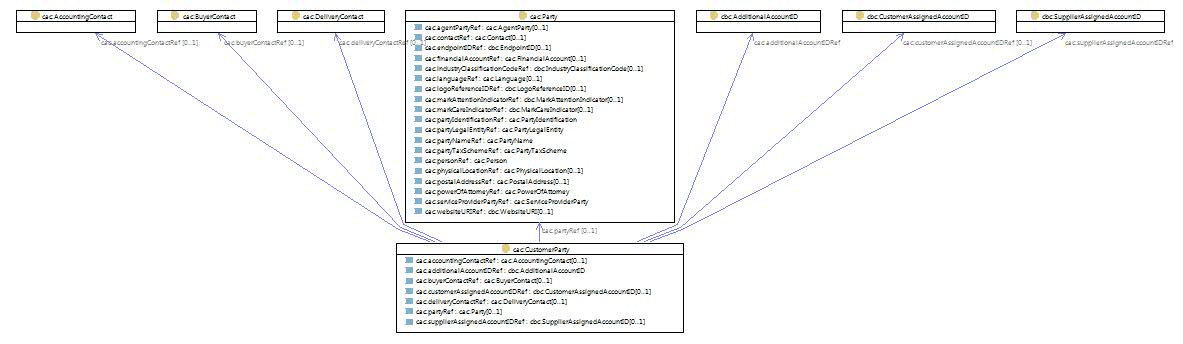 cac:AccountingContact
cac:BuyerContact
cac:DeliveryContact
cac:Party
cbc:AdditionalAccountID
cbc:CustomerAssignedAccountID
cbc:SupplierAssignedAccountID
cac:agentPartyRef : cac:AgentParty[0..1]
cac:contactRef : cac:Contact[0..1]
cac:endpointIDRef : cbc:EndpointID[0..1]
cac:financialAccountRef : cac:FinancialAccount[0..1]
cac:industryClassificationCodeRef : cbc:IndustryClassificationCode[0..1]
cac:languageRef : cac:Language[0..1]
cac:logoReferenceIDRef : cbc:LogoReferenceID[0..1]
cac:markAttentionIndicatorRef : cbc:MarkAttentionIndicator[0..1]
cac:markCareIndicatorRef : cbc:MarkCareIndicator[0..1]
cac:partyIdentificationRef : cac:PartyIdentification
cac:partyLegalEntityRef : cac:PartyLegalEntity
cac:partyNameRef : cac:PartyName
cac:partyTaxSchemeRef : cac:PartyTaxScheme
cac:personRef : cac:Person
cac:physicalLocationRef : cac:PhysicalLocation[0..1]
cac:postalAddressRef : cac:PostalAddress[0..1]
cac:powerOfAttorneyRef : cac:PowerOfAttorney
cac:serviceProviderPartyRef : cac:ServiceProviderParty
cac:websiteURIRef : cbc:WebsiteURI[0..1]
cac:accountingContactRef [0..1]
cac:buyerContactRef [0..1]
cac:deliveryContactRef
cac:additionalAccountIDRef
cac:customerAssignedAccountIDRef [0..1]
cac:supplierAssignedAccountIDRef
cac:partyRef [0..1]
cac:CustomerParty
cac:accountingContactRef : cac:AccountingContact[0..1]
cac:additionalAccountIDRef : cbc:AdditionalAccountID
cac:buyerContactRef : cac:BuyerContact[0..1]
cac:customerAssignedAccountIDRef : cbc:CustomerAssignedAccountID[0..1]
cac:deliveryContactRef : cac:DeliveryContact[0..1]
cac:partyRef : cac:Party[0..1]
cac:supplierAssignedAccountIDRef : cbc:SupplierAssignedAccountID[0..1]